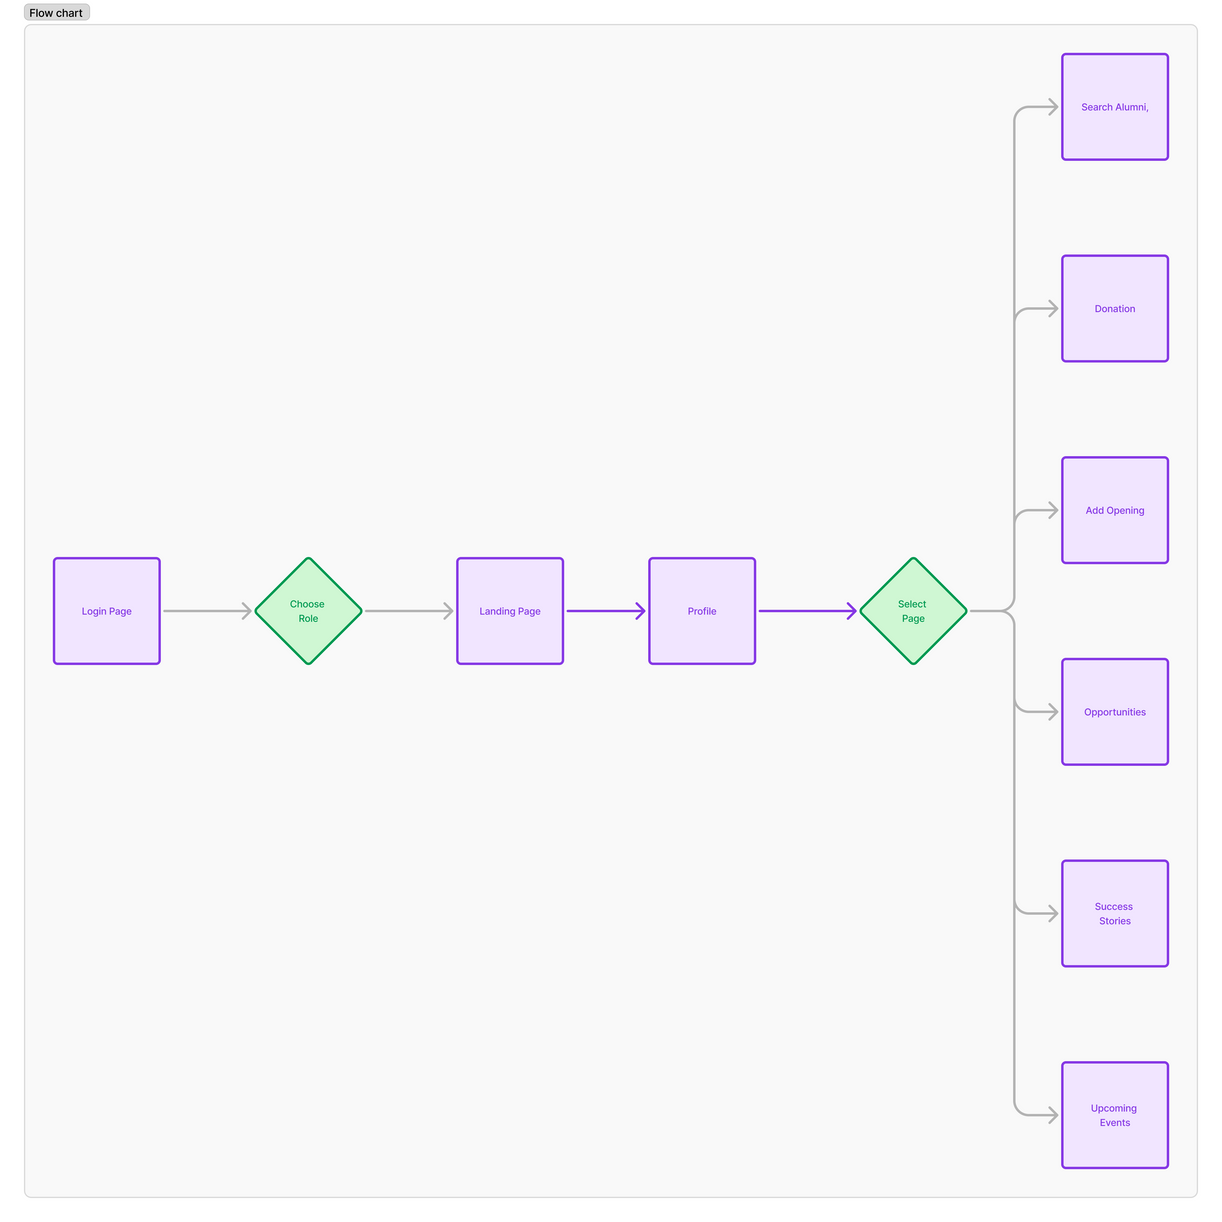 Flow chart
Search Alumni,
Donation
Add Opening
Login Page
Choose
Role
Landing Page
Profile
Select
Page
Opportunities
Success
Stories
Upcoming
Events